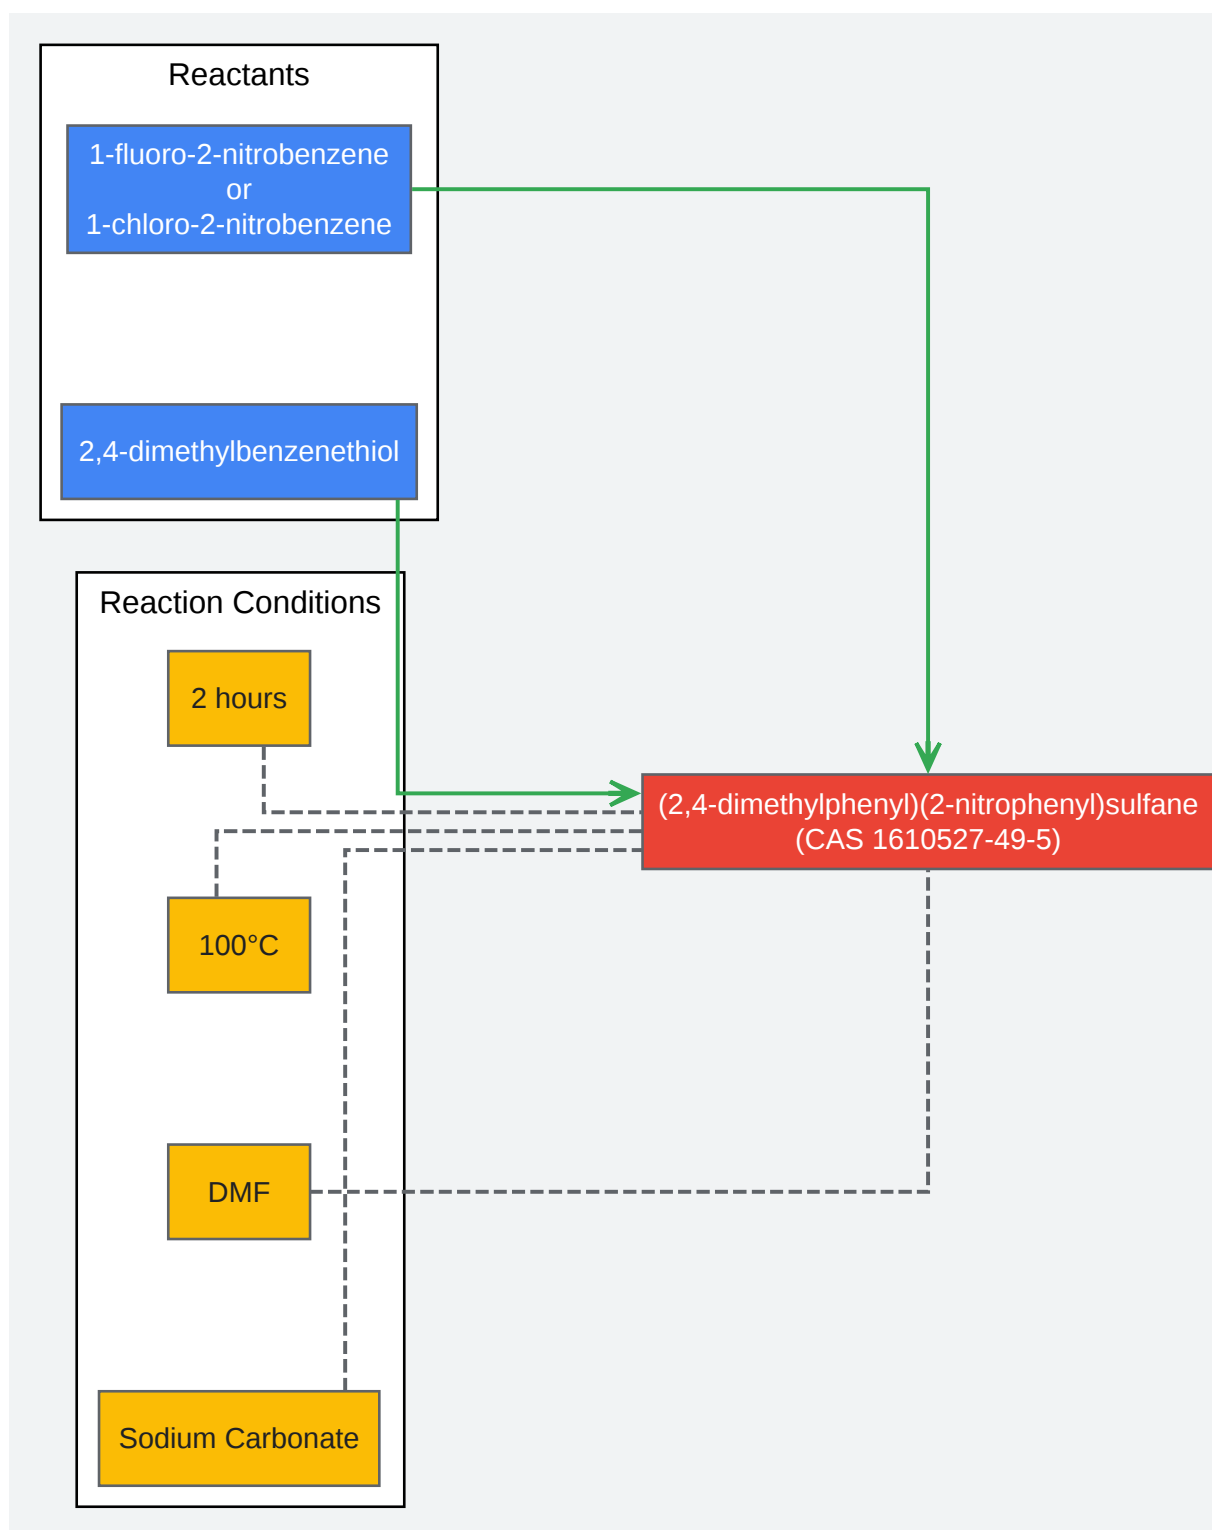 Reactants
1-fluoro-2-nitrobenzene
or
1-chloro-2-nitrobenzene
2,4-dimethylbenzenethiol
Reaction Conditions
2 hours
(2,4-dimethylphenyl)(2-nitrophenyl)sulfane
(CAS 1610527-49-5)
100°C
DMF
Sodium Carbonate